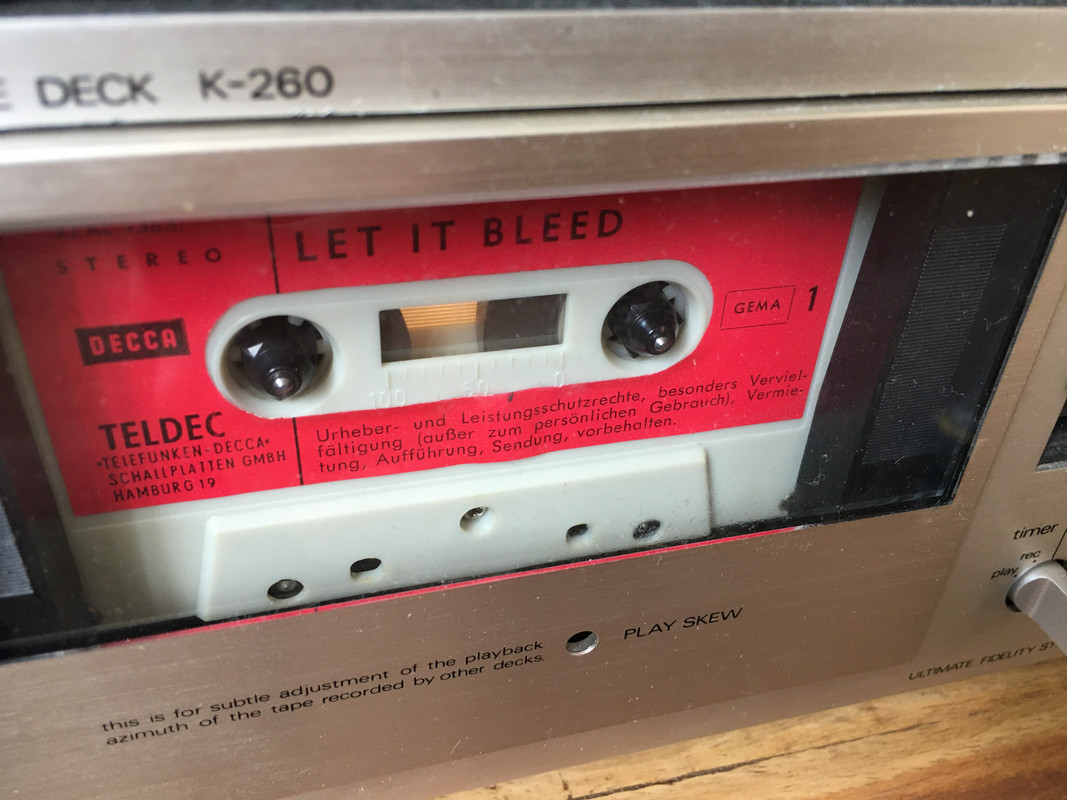 DECK K-260
STEREO
LET IT BLEED
DECCA
GEMA 1
100 50 0
TELDEC
»TELEFUNKEN-DECCA«
SCHALLPLATTEN GMBH
HAMBURG 19
Urheber- und Leistungsschutzrechte, besonders Verviel-
fältigung (außer zum persönlichen Gebrauch), Vermie-
tung, Aufführung, Sendung, vorbehalten.
timer
rec
play
PLAY SKEW
this is for subtle adjustment of the playback
azimuth of the tape recorded by other decks.
ULTIMATE FIDELITY